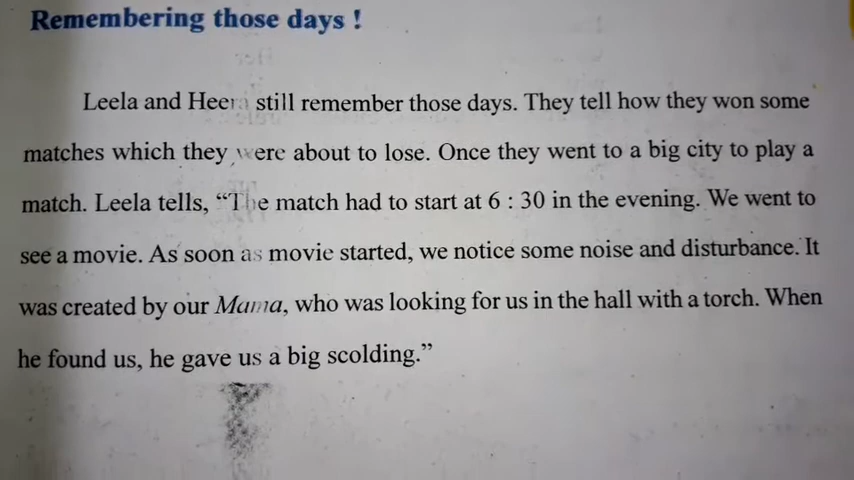 Remembering those days !
Leela and Heera still remember those days. They tell how they won some
matches which they were about to lose. Once they went to a big city to play a
match. Leela tells, “The match had to start at 6 : 30 in the evening. We went to
see a movie. As soon as movie started, we notice some noise and disturbance. It
was created by our Mama, who was looking for us in the hall with a torch. When
he found us, he gave us a big scolding.”